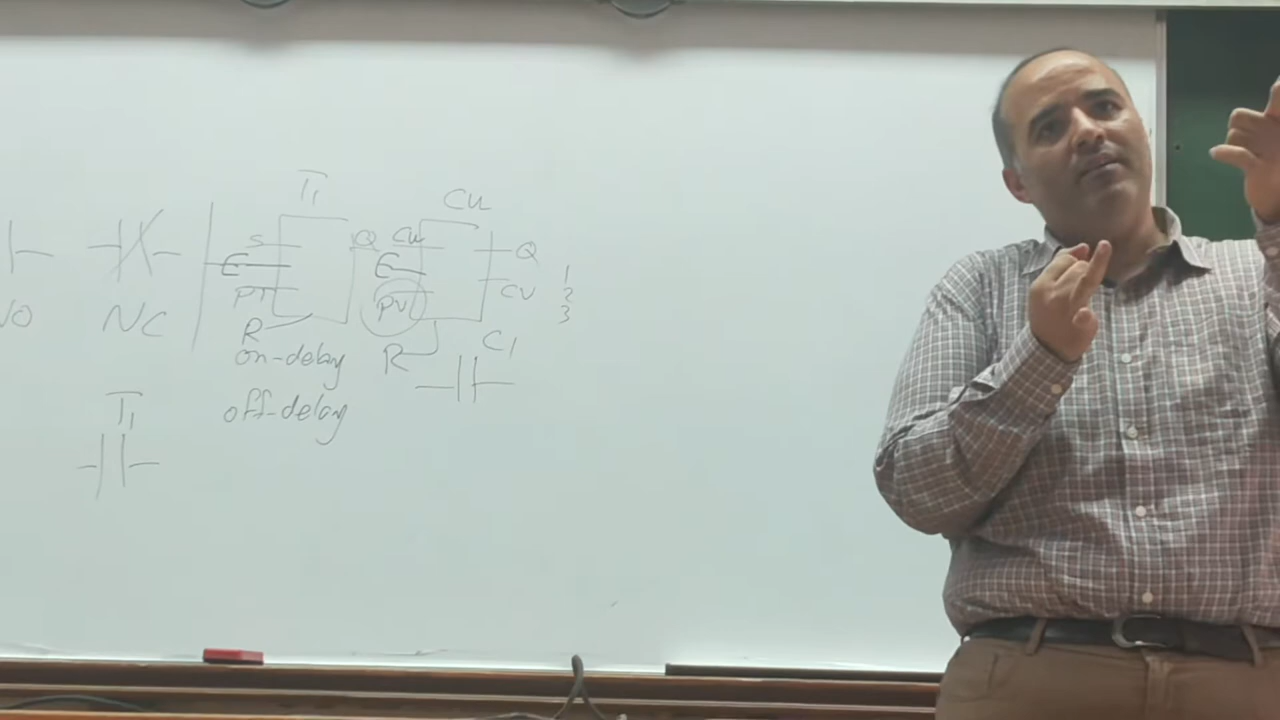 NO
NC
T1
S
E
PT
R
Q
on-delay
off-delay
T1
CU
CU
E
PV
R
Q
CV
C1
1
2
3